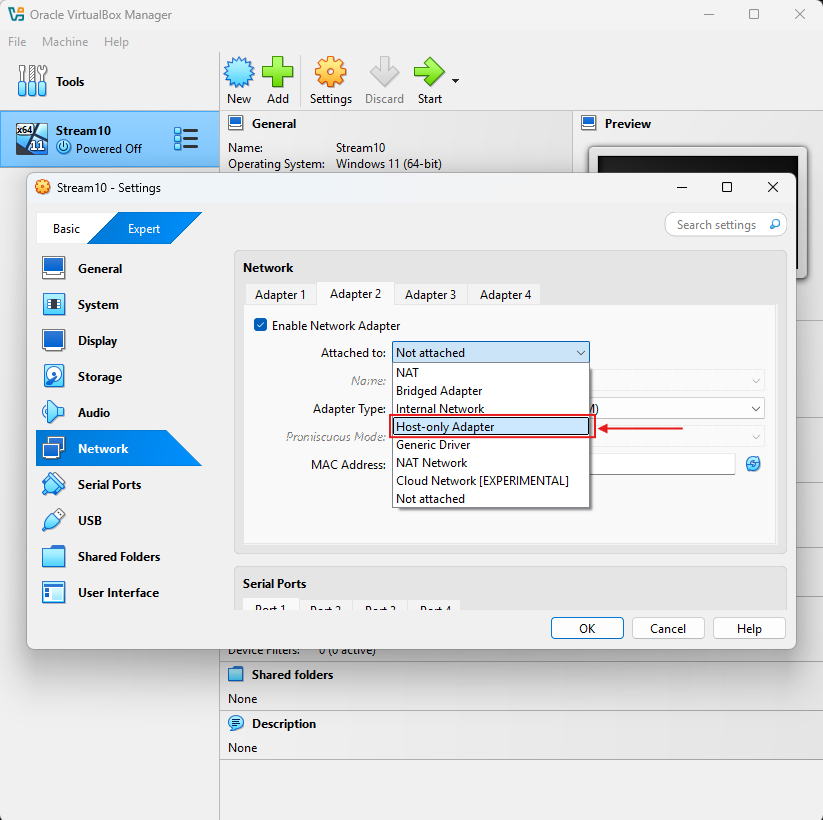 Oracle VirtualBox Manager
File Machine Help
Tools
New Add Settings Discard Start
x64
11
Stream10
Powered Off
General
Name: Stream10
Operating System: Windows 11 (64-bit)
Preview
Stream10 - Settings
Basic Expert
Search settings
General
System
Display
Storage
Audio
Network
Serial Ports
USB
Shared Folders
User Interface
Network
Adapter 1 Adapter 2 Adapter 3 Adapter 4
Enable Network Adapter
Attached to: Not attached
NAT
Name:
Bridged Adapter
Adapter Type: Internal Network
Host-only Adapter
Promiscuous Mode: Generic Driver
MAC Address: NAT Network
Cloud Network [EXPERIMENTAL]
Not attached
Serial Ports
Port 1 Port 2 Port 3 Port 4
OK Cancel Help
Device Filters: 0 (0 active)
Shared folders
None
Description
None